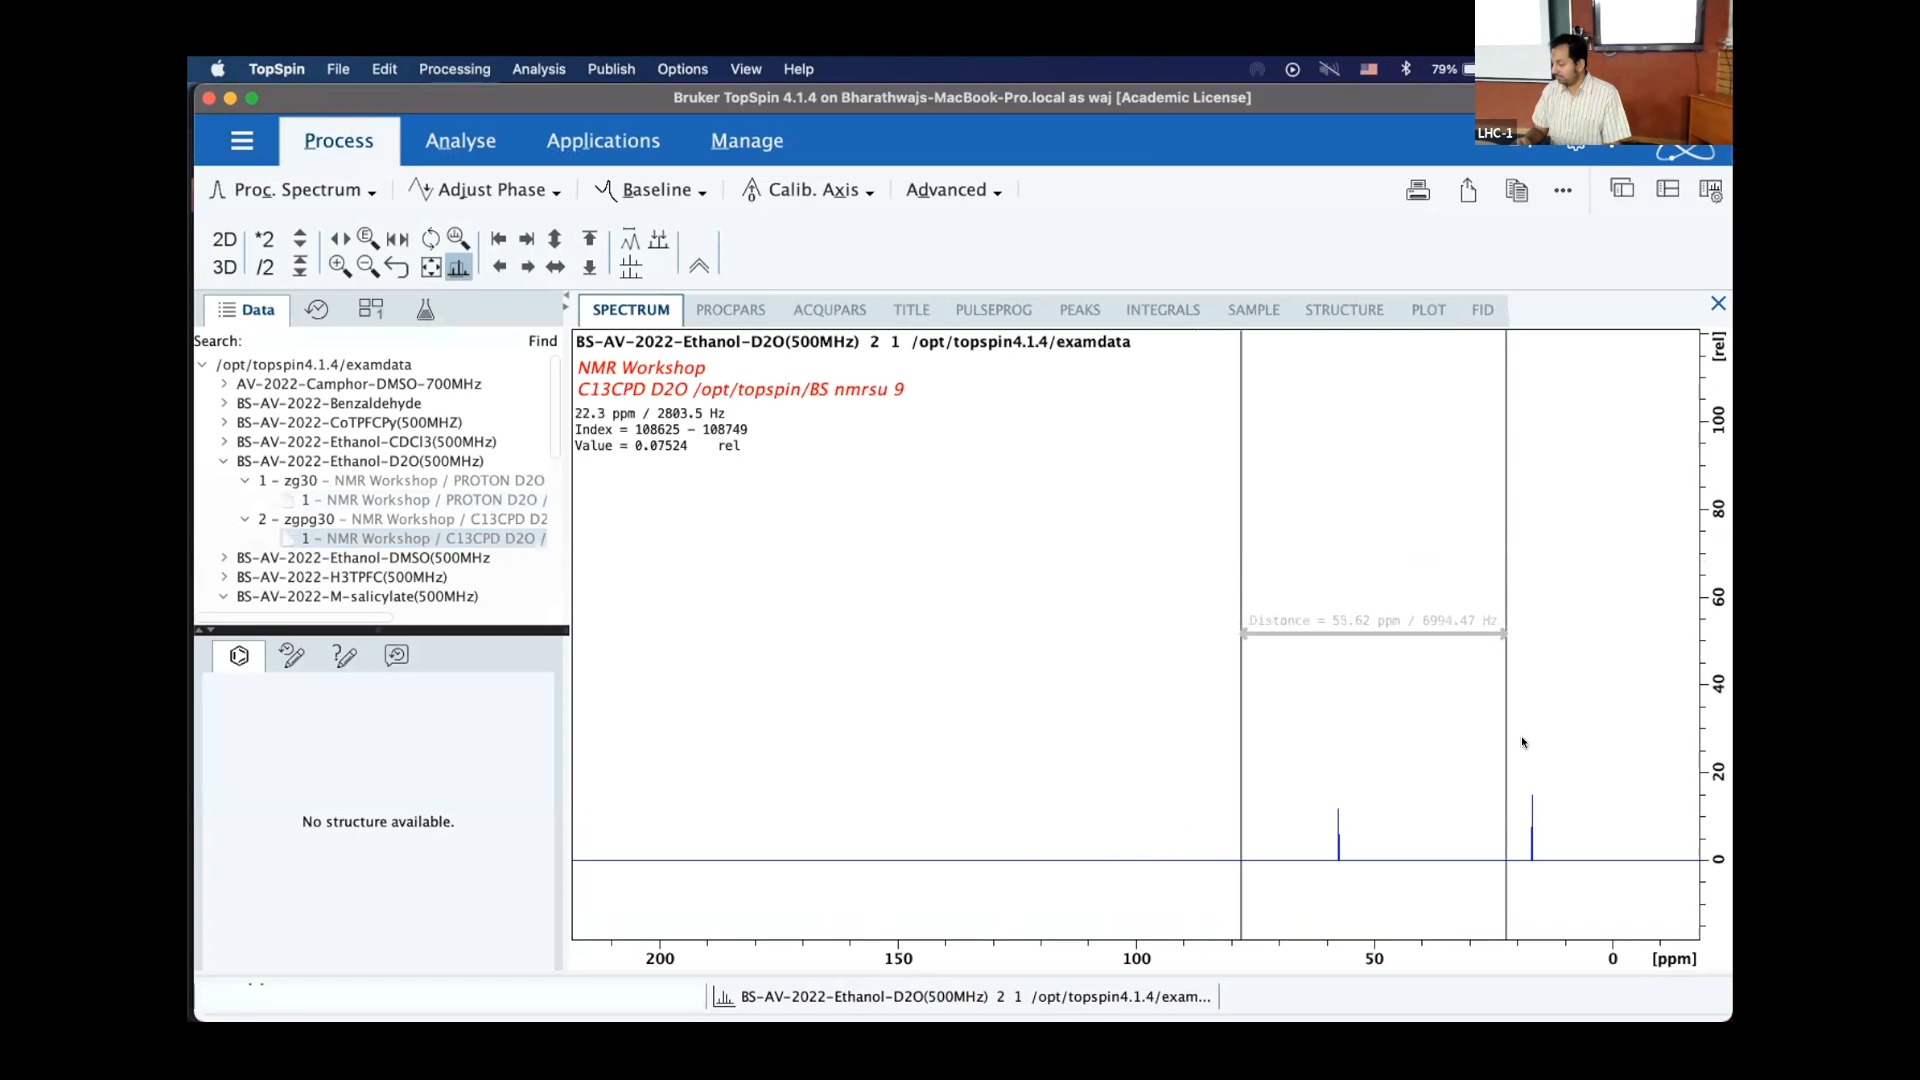 TopSpin File Edit Processing Analysis Publish Options View Help 79%
Bruker TopSpin 4.1.4 on Bharathwajs-MacBook-Pro.local as waj [Academic License]
LHC-1
Process Analyse Applications Manage
Proc. Spectrum Adjust Phase Baseline Calib. Axis Advanced
2D *2
3D /2
Data
SPECTRUM PROCPARS ACQUPARS TITLE PULSEPROG PEAKS INTEGRALS SAMPLE STRUCTURE PLOT FID
Search: Find
/opt/topspin4.1.4/examdata
AV-2022-Camphor-DMSO-700MHz
BS-AV-2022-Benzaldehyde
BS-AV-2022-CoTPFCPy(500MHz)
BS-AV-2022-Ethanol-CDCl3(500MHz)
BS-AV-2022-Ethanol-D2O(500MHz)
1 - zg30 - NMR Workshop / PROTON D2O
1 - NMR Workshop / PROTON D2O /
2 - zgpg30 - NMR Workshop / C13CPD D2
1 - NMR Workshop / C13CPD D2O /
BS-AV-2022-Ethanol-DMSO(500MHz
BS-AV-2022-H3TPFC(500MHz)
BS-AV-2022-M-salicylate(500MHz)
No structure available.
BS-AV-2022-Ethanol-D2O(500MHz) 2 1 /opt/topspin4.1.4/examdata
NMR Workshop
C13CPD D2O /opt/topspin/BS nmrsu 9
22.3 ppm / 2803.5 Hz
Index = 108625 - 108749
Value = 0.07524 rel
Distance = 55.62 ppm / 6994.47 Hz
[rel]
100
80
60
40
20
0
200 150 100 50 0 [ppm]
BS-AV-2022-Ethanol-D2O(500MHz) 2 1 /opt/topspin4.1.4/exam...